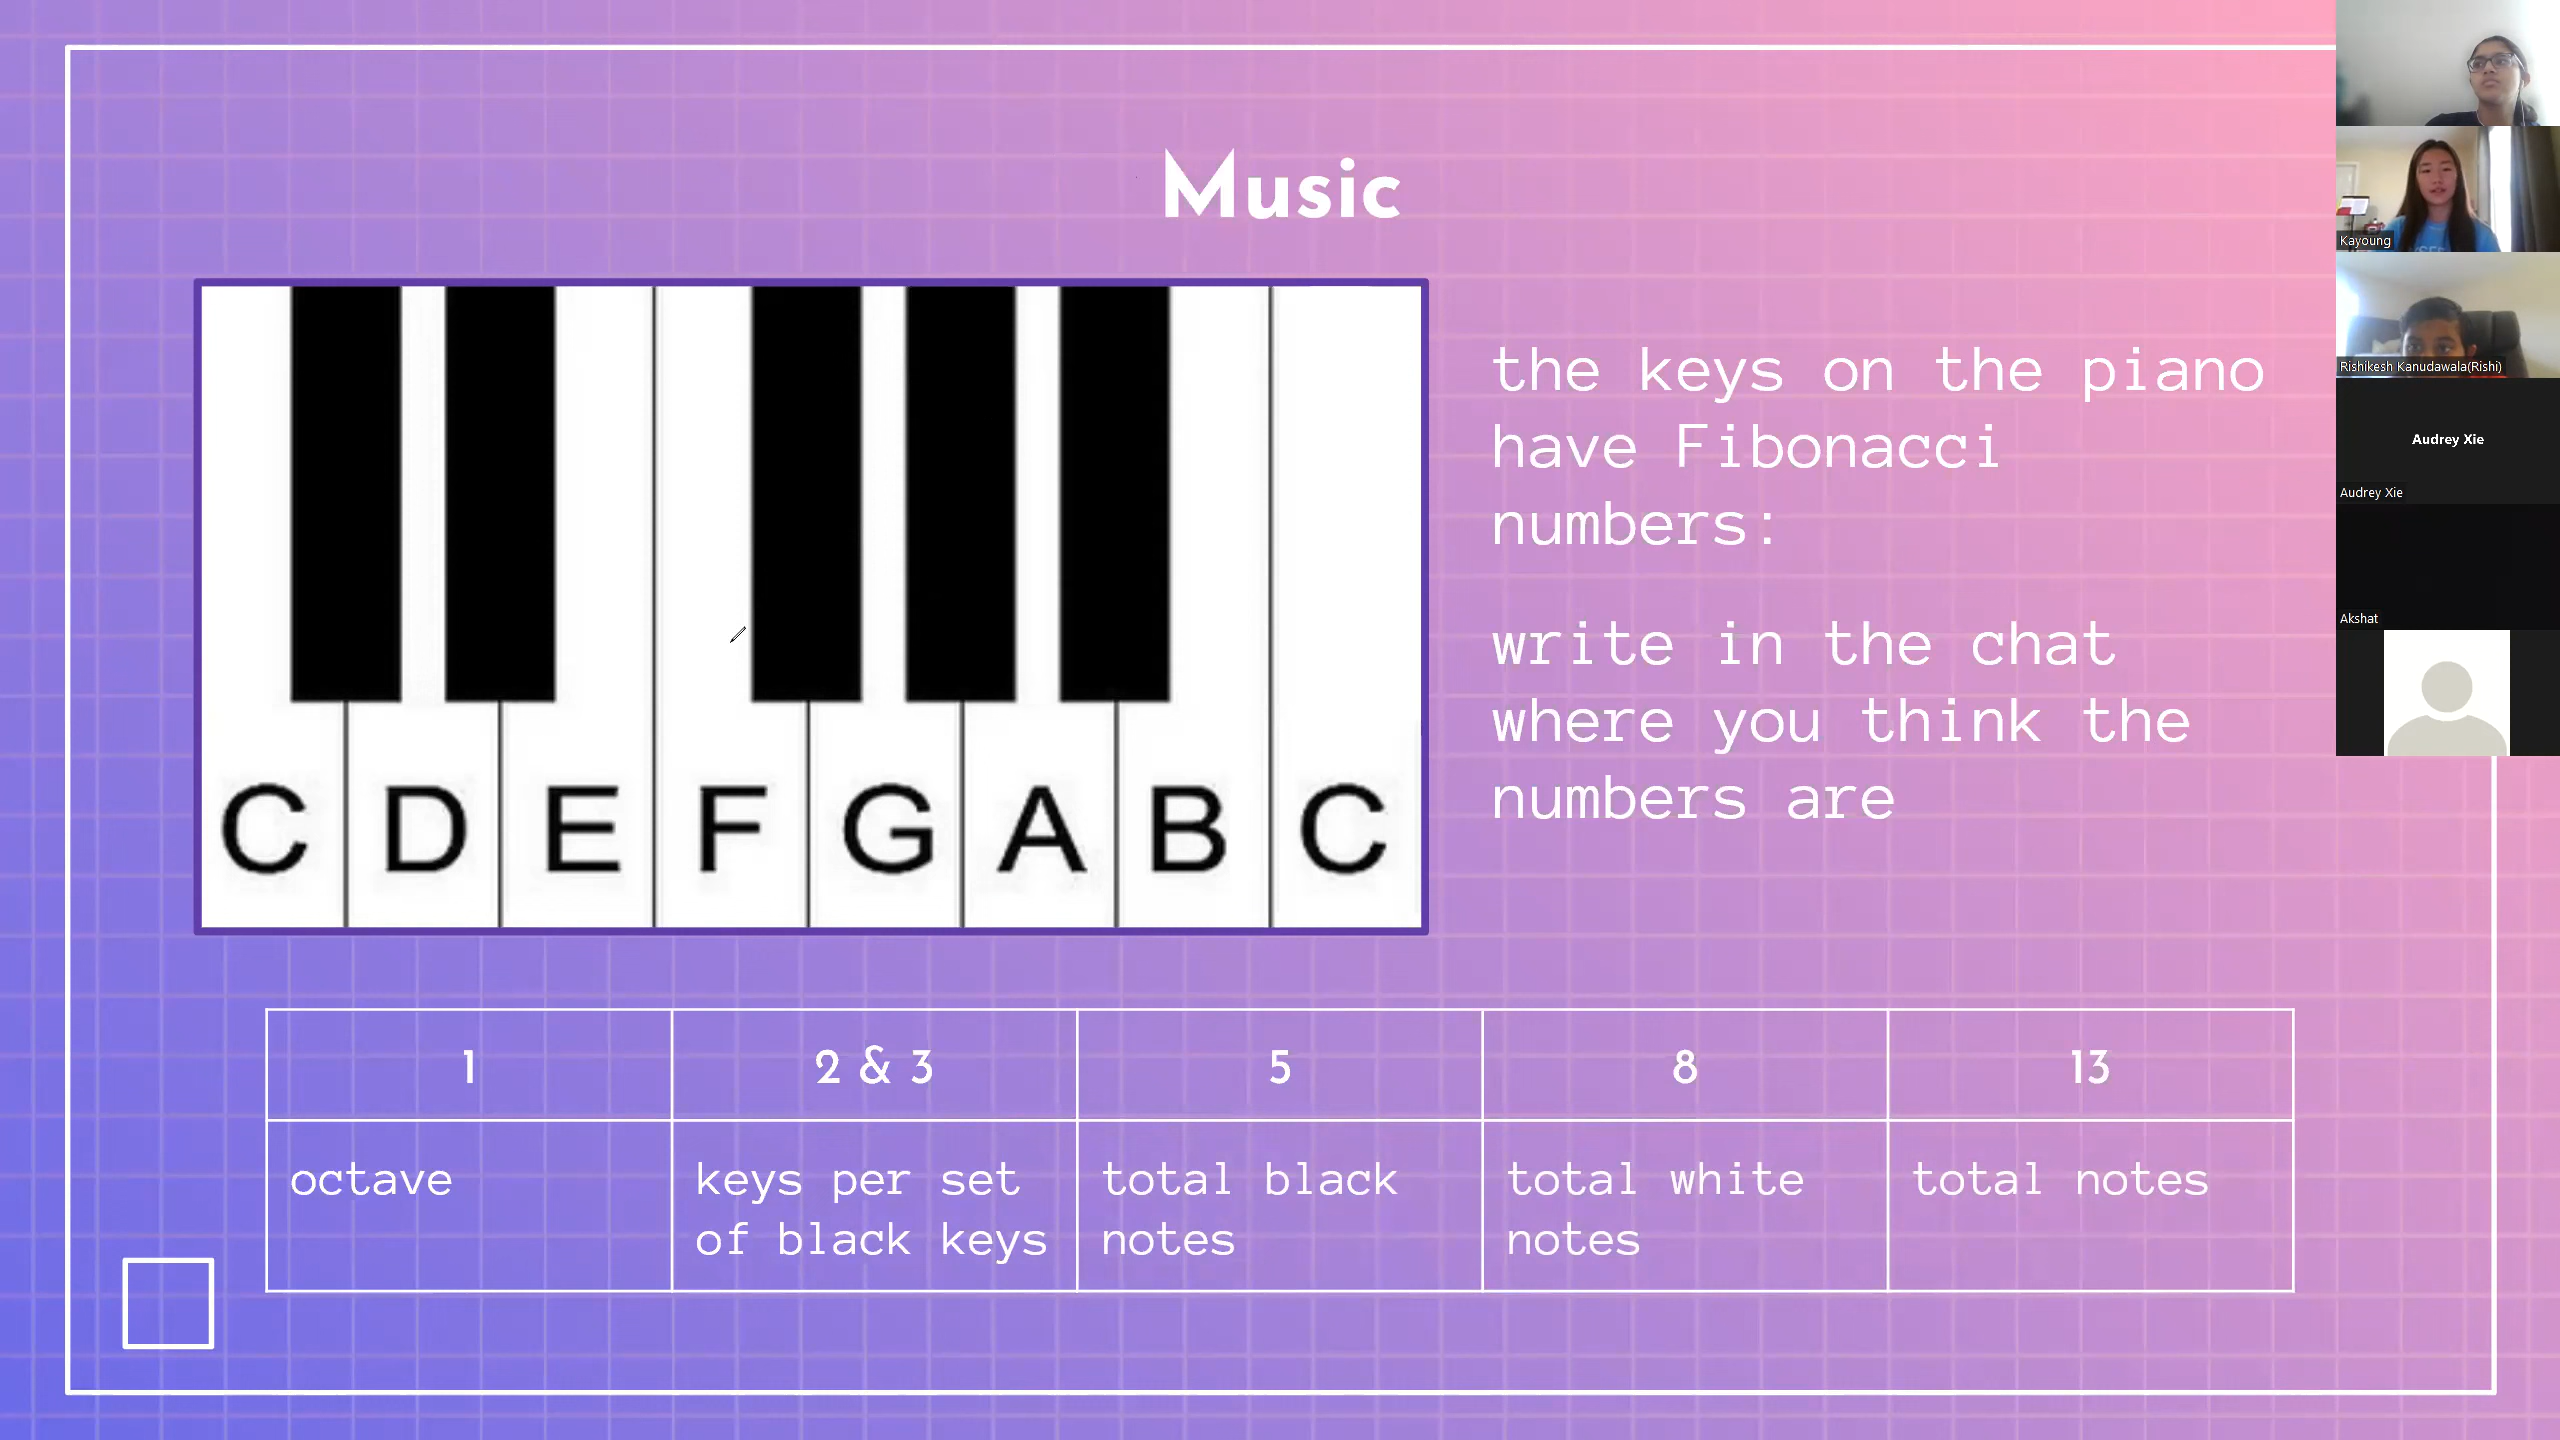 Music
C D E F G A B C
the keys on the piano
have Fibonacci
numbers:
write in the chat
where you think the
numbers are
1
2 & 3
5
8
13
octave
keys per set
of black keys
total black
notes
total white
notes
total notes
Kayoung
Rishikesh Kanudawala(Rishi)
Audrey Xie
Audrey Xie
Akshat